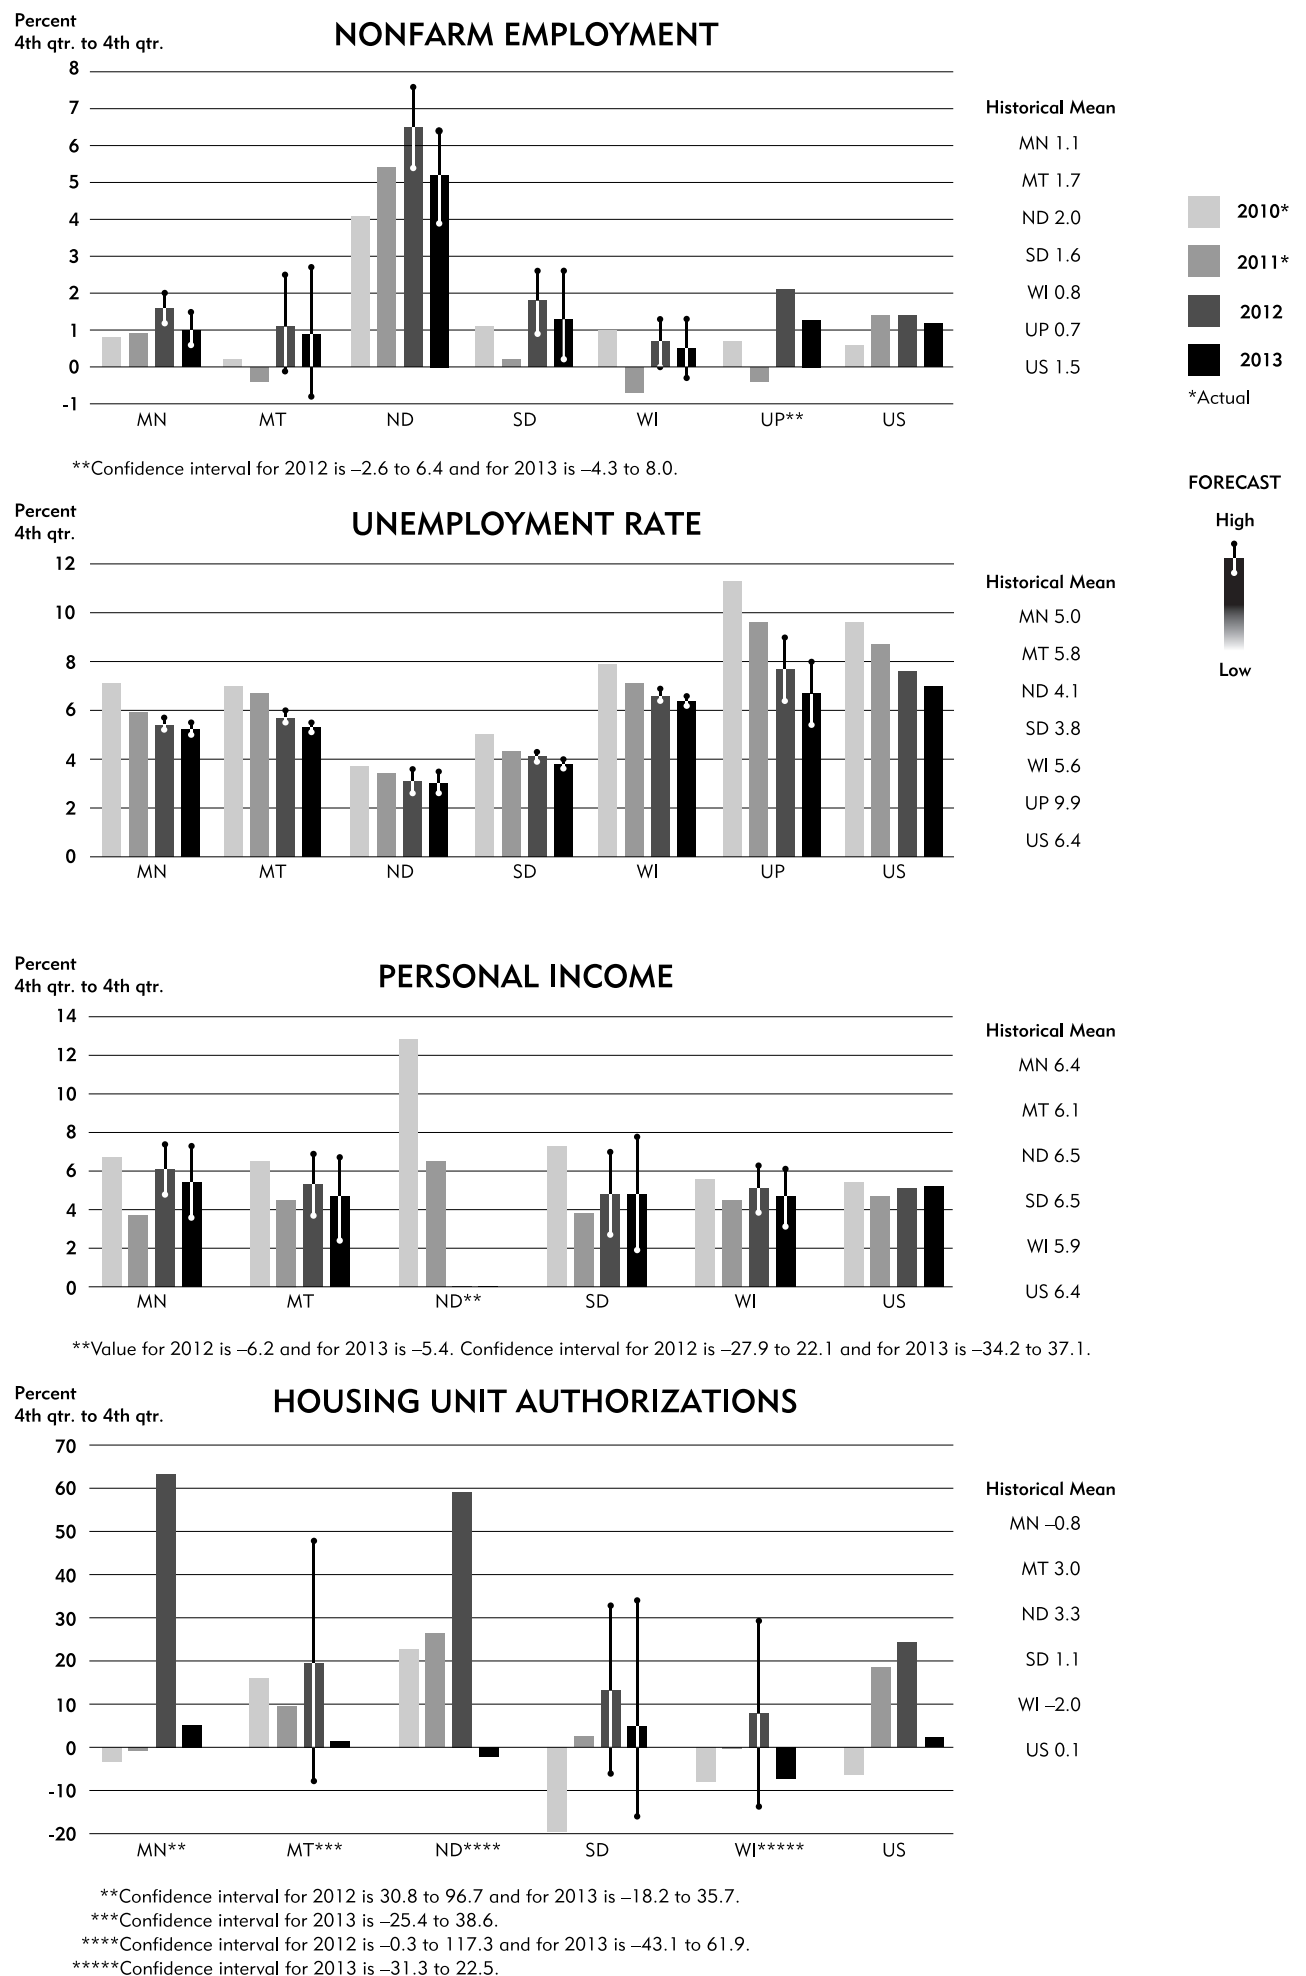 Percent
4th qtr. to 4th qtr.
NONFARM EMPLOYMENT
8
7
6
5
4
3
2
1
0
-1
MN MT ND SD WI UP** US
Historical Mean
MN 1.1
MT 1.7
ND 2.0
SD 1.6
WI 0.8
UP 0.7
US 1.5
2010*
2011*
2012
2013
*Actual
**Confidence interval for 2012 is –2.6 to 6.4 and for 2013 is –4.3 to 8.0.
FORECAST
High
Low
Percent
4th qtr.
UNEMPLOYMENT RATE
12
10
8
6
4
2
0
MN MT ND SD WI UP US
Historical Mean
MN 5.0
MT 5.8
ND 4.1
SD 3.8
WI 5.6
UP 9.9
US 6.4
Percent
4th qtr. to 4th qtr.
PERSONAL INCOME
14
12
10
8
6
4
2
0
MN MT ND** SD WI US
Historical Mean
MN 6.4
MT 6.1
ND 6.5
SD 6.5
WI 5.9
US 6.4
**Value for 2012 is –6.2 and for 2013 is –5.4. Confidence interval for 2012 is –27.9 to 22.1 and for 2013 is –34.2 to 37.1.
Percent
4th qtr. to 4th qtr.
HOUSING UNIT AUTHORIZATIONS
70
60
50
40
30
20
10
0
-10
-20
MN** MT*** ND**** SD WI***** US
Historical Mean
MN –0.8
MT 3.0
ND 3.3
SD 1.1
WI –2.0
US 0.1
**Confidence interval for 2012 is 30.8 to 96.7 and for 2013 is –18.2 to 35.7.
***Confidence interval for 2013 is –25.4 to 38.6.
****Confidence interval for 2012 is –0.3 to 117.3 and for 2013 is –43.1 to 61.9.
*****Confidence interval for 2013 is –31.3 to 22.5.